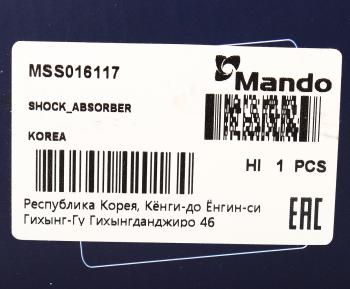 MSS016117
Mando
SHOCK_ABSORBER
KOREA
HI 1 PCS
Республика Корея, Кёнги-до Ёнгин-си
Гихынг-Гу Гихынгданджиро 46
EAC